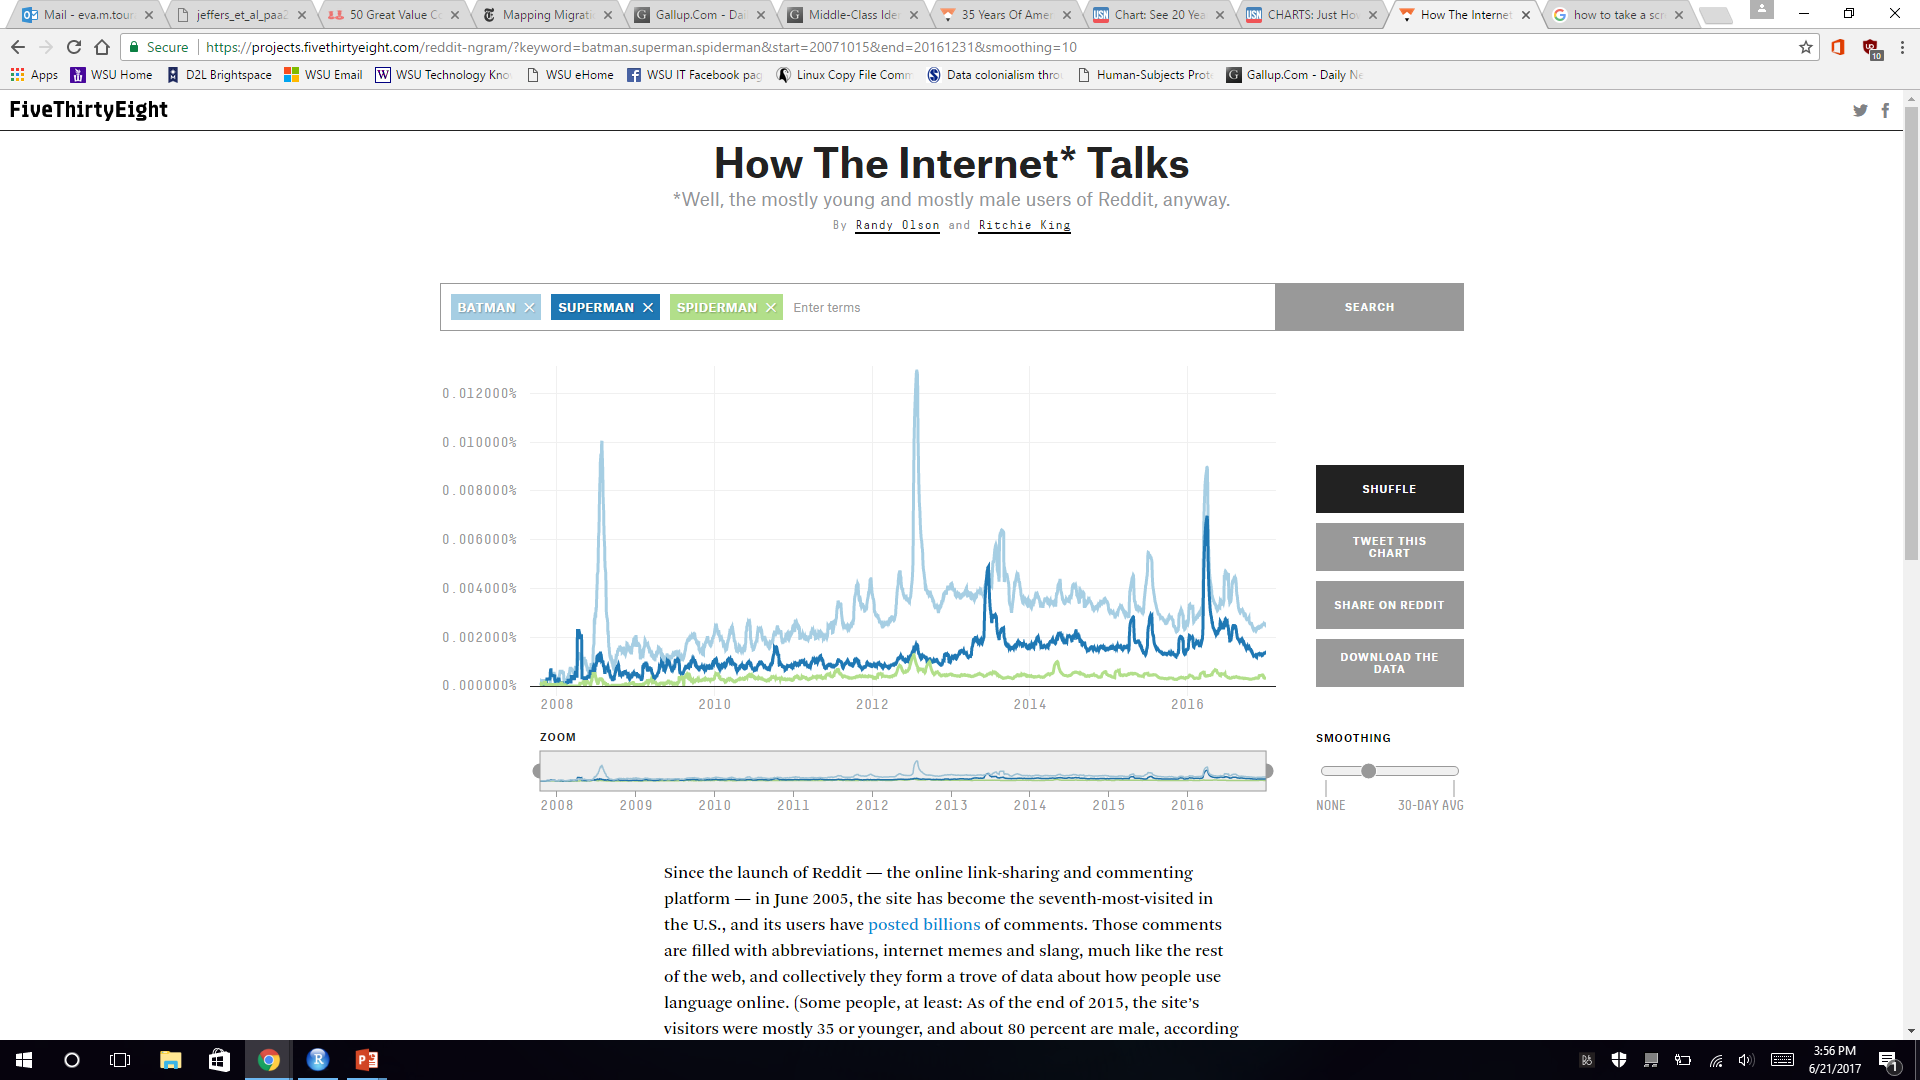 Mail - eva.m.tour
jeffers_et_al_paa2
50 Great Value Co
Mapping Migrati
Gallup.Com - Dai
Middle-Class Ide
35 Years Of Amer
Chart: See 20 Yea
CHARTS: Just Ho
How The Internet
how to take a scr
Secure
https://projects.fivethirtyeight.com/reddit-ngram/?keyword=batman.superman.spiderman&start=20071015&end=20161231&smoothing=10
10
Apps
WSU Home
D2L Brightspace
WSU Email
WSU Technology Kno
WSU eHome
WSU IT Facebook pag
Linux Copy File Comm
Data colonialism thro
Human-Subjects Prote
Gallup.Com - Daily Ne
FiveThirtyEight
How The Internet* Talks
*Well, the mostly young and mostly male users of Reddit, anyway.
By Randy Olson and Ritchie King
BATMAN
SUPERMAN
SPIDERMAN
Enter terms
SEARCH
0.012000%
0.010000%
0.008000%
0.006000%
0.004000%
0.002000%
0.000000%
2008 2010 2012 2014 2016
SHUFFLE
TWEET THIS
CHART
SHARE ON REDDIT
DOWNLOAD THE
DATA
ZOOM
2008 2009 2010 2011 2012 2013 2014 2015 2016
SMOOTHING
NONE 30-DAY AVG
Since the launch of Reddit — the online link-sharing and commenting
platform — in June 2005, the site has become the seventh-most-visited in
the U.S., and its users have posted billions of comments. Those comments
are filled with abbreviations, internet memes and slang, much like the rest
of the web, and collectively they form a trove of data about how people use
language online. (Some people, at least: As of the end of 2015, the site's
visitors were mostly 35 or younger, and about 80 percent are male, according
3:56 PM
6/21/2017
1